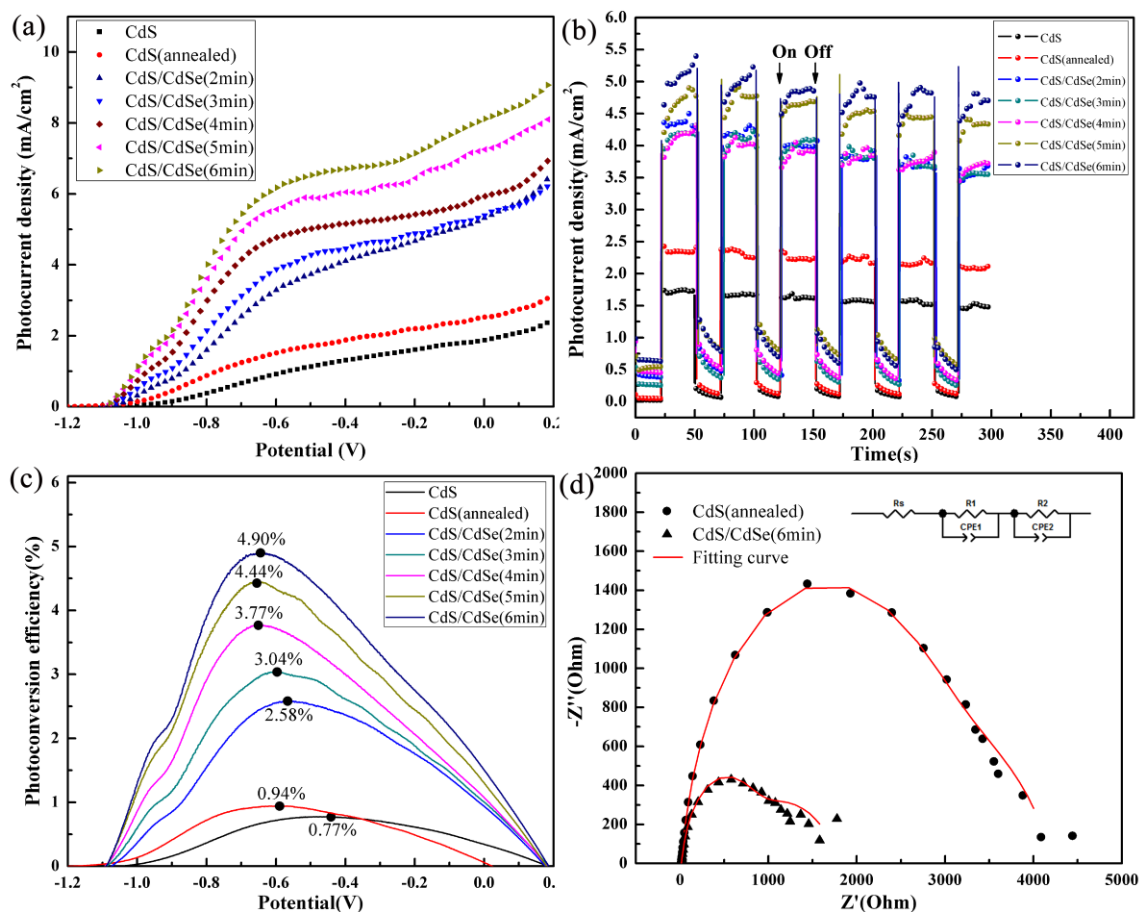 (a)
CdS
CdS(annealed)
CdS/CdSe(2min)
CdS/CdSe(3min)
CdS/CdSe(4min)
CdS/CdSe(5min)
CdS/CdSe(6min)
Photocurrent density (mA/cm²)
10
8
6
4
2
0
-1.2 -1.0 -0.8 -0.6 -0.4 -0.2 0.0 0.2
Potential (V)
(b)
On Off
CdS
CdS(annealed)
CdS/CdSe(2min)
CdS/CdSe(3min)
CdS/CdSe(4min)
CdS/CdSe(5min)
CdS/CdSe(6min)
Photocurrent density(mA/cm²)
6.0
5.5
5.0
4.5
4.0
3.5
3.0
2.5
2.0
1.5
1.0
0.5
0.0
0 50 100 150 200 250 300 350 400
Time(s)
(c)
CdS
CdS(annealed)
CdS/CdSe(2min)
CdS/CdSe(3min)
CdS/CdSe(4min)
CdS/CdSe(5min)
CdS/CdSe(6min)
4.90%
4.44%
3.77%
3.04%
2.58%
0.94%
0.77%
Photoconversion efficiency(%)
6
5
4
3
2
1
0
-1.2 -1.0 -0.8 -0.6 -0.4 -0.2 0.0 0.
Potential(V)
(d)
CdS(annealed)
CdS/CdSe(6min)
Fitting curve
Rs R1 R2
CPE1 CPE2
-Z''(Ohm)
2000
1800
1600
1400
1200
1000
800
600
400
200
0
0 1000 2000 3000 4000 5000
Z'(Ohm)